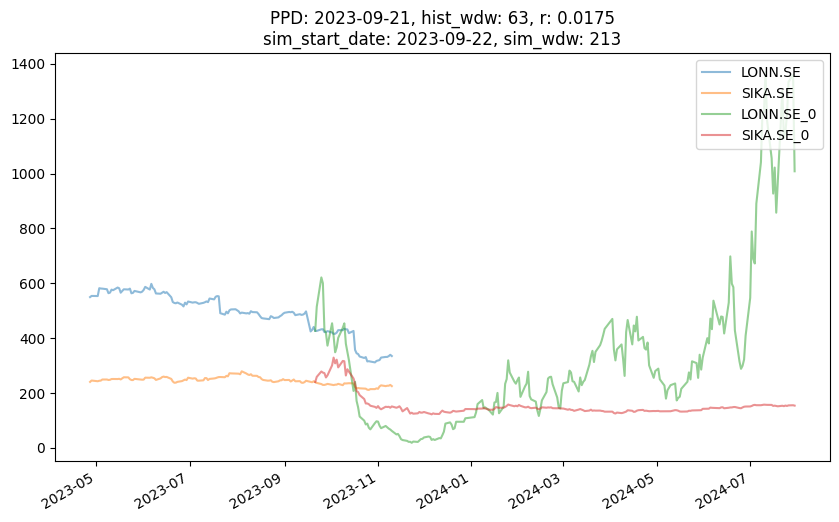 PPD: 2023-09-21, hist_wdw: 63, r: 0.0175
sim_start_date: 2023-09-22, sim_wdw: 213
1400
1200
1000
800
600
400
200
0
LONN.SE
SIKA.SE
LONN.SE_0
SIKA.SE_0
2023-05
2023-07
2023-09
2023-11
2024-01
2024-03
2024-05
2024-07